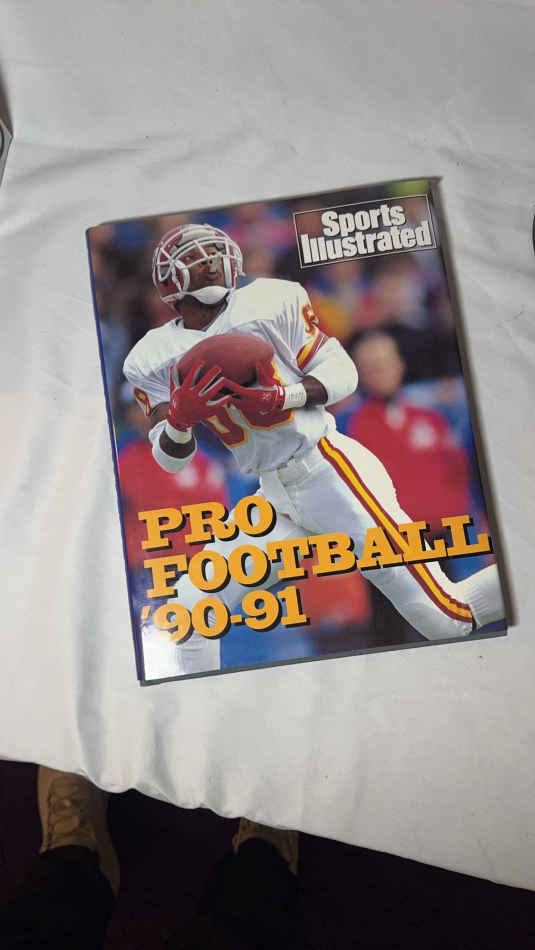 Sports
Illustrated
PRO
FOOTBALL
'90-91